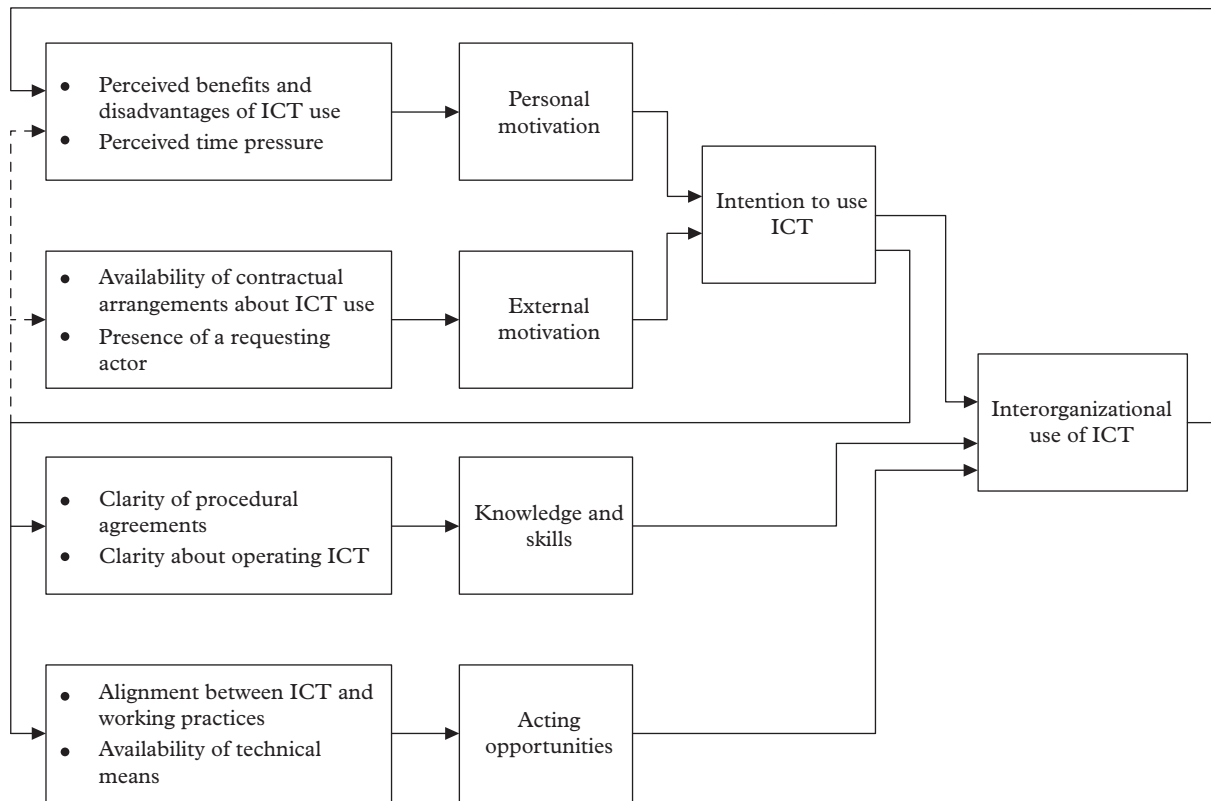 • Perceived benefits and
disadvantages of ICT use
• Perceived time pressure
Personal
motivation
Intention to use
ICT
• Availability of contractual
arrangements about ICT use
• Presence of a requesting
actor
External
motivation
Interorganizational
use of ICT
• Clarity of procedural
agreements
• Clarity about operating ICT
Knowledge and
skills
• Alignment between ICT and
working practices
• Availability of technical
means
Acting
opportunities